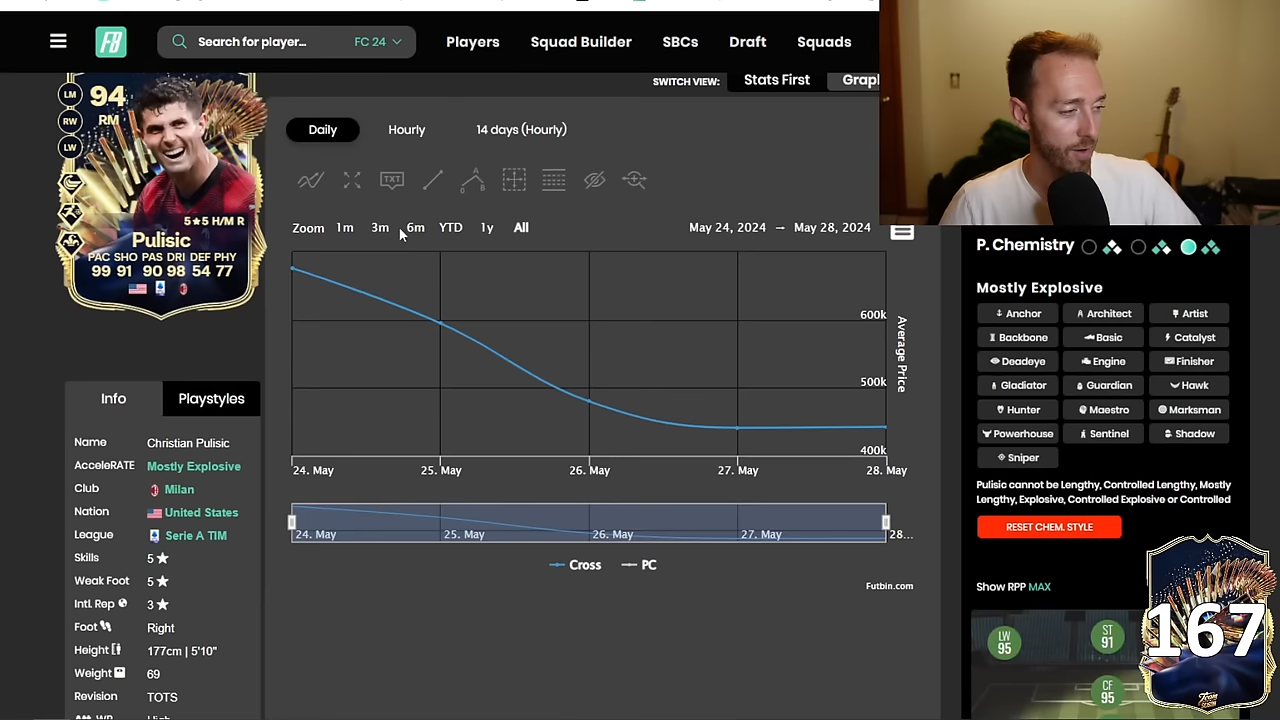 FB
Search for player...
FC 24
Players
Squad Builder
SBCs
Draft
Squads
SWITCH VIEW:
Stats First
Grap
LM
94
RM
RW
LW
5★5 H/M R
Pulisic
PAC SHO PAS DRI DEF PHY
99 91 90 98 54 77
Daily
Hourly
14 days (Hourly)
TXT
Zoom
1m
3m
6m
YTD
1y
All
May 24, 2024 → May 28, 2024
600k
500k
400k
Average Price
24. May
25. May
26. May
27. May
28. May
24. May
25. May
26. May
27. May
28...
Cross
PC
Futbin.com
Info
Playstyles
Name
Christian Pulisic
AcceleRATE
Mostly Explosive
Club
Milan
Nation
United States
League
Serie A TIM
Skills
5★
Weak Foot
5★
Intl. Rep
3★
Foot
Right
Height
177cm | 5'10"
Weight
69
Revision
TOTS
P. Chemistry
Mostly Explosive
Anchor
Architect
Artist
Backbone
Basic
Catalyst
Deadeye
Engine
Finisher
Gladiator
Guardian
Hawk
Hunter
Maestro
Marksman
Powerhouse
Sentinel
Shadow
Sniper
Pulisic cannot be Lengthy, Controlled Lengthy, Mostly
Lengthy, Explosive, Controlled Explosive or Controlled
RESET CHEM. STYLE
Show RPP MAX
LW
95
ST
91
CF
95
167